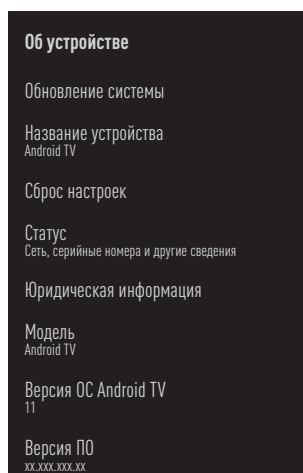 Об устройстве
Обновление системы
Название устройства
Android TV
Сброс настроек
Статус
Сеть, серийные номера и другие сведения
Юридическая информация
Модель
Android TV
Версия ОС Android TV
11
Версия ПО
xx.xxx.xxx.xx